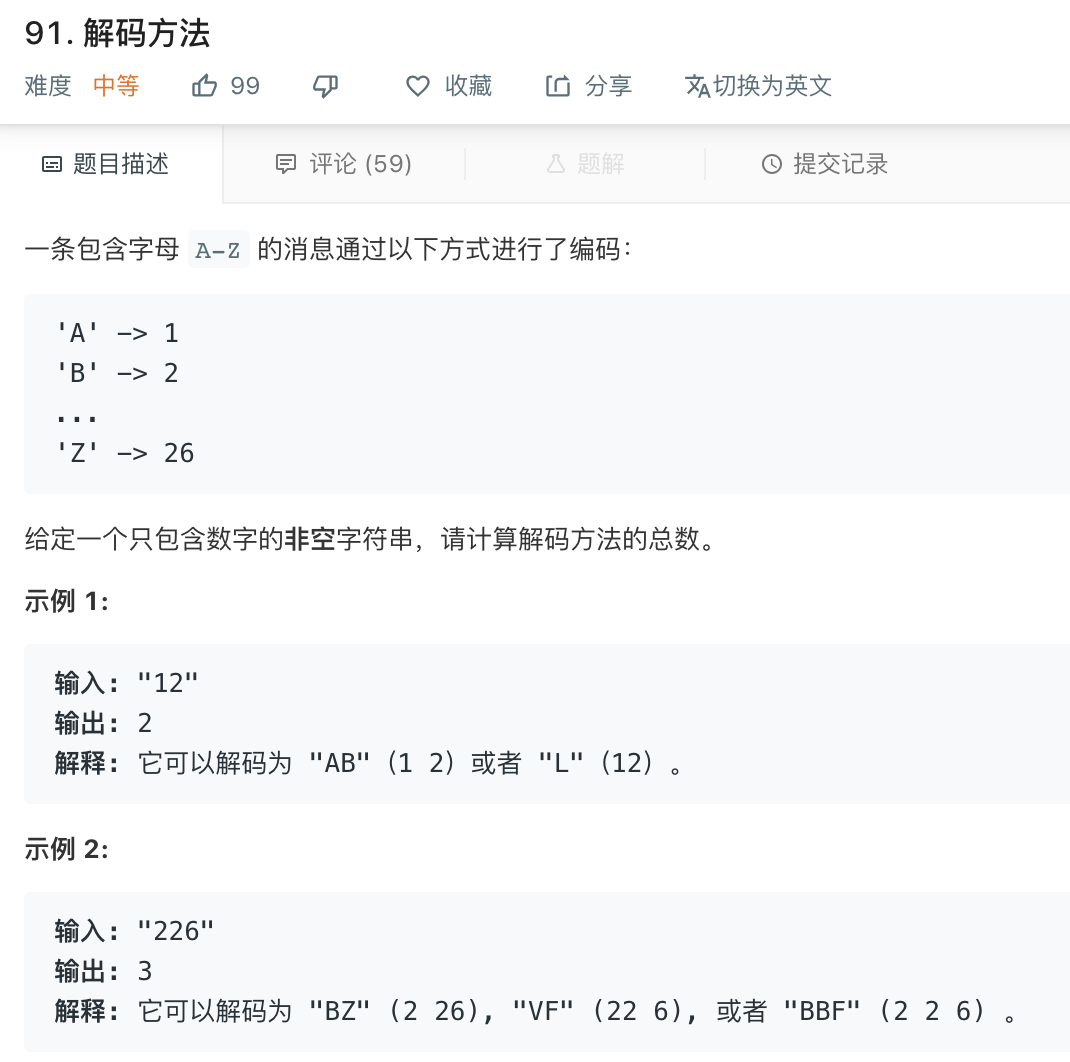 91. 解码方法
难度 中等 99 收藏 分享 切换为英文
题目描述 评论 (59) 题解 提交记录
一条包含字母 A-Z 的消息通过以下方式进行了编码：
'A' -> 1
'B' -> 2
...
'Z' -> 26
给定一个只包含数字的非空字符串，请计算解码方法的总数。
示例 1:
输入: "12"
输出: 2
解释: 它可以解码为 "AB"（1 2）或者 "L"（12）。
示例 2:
输入: "226"
输出: 3
解释: 它可以解码为 "BZ" (2 26), "VF" (22 6), 或者 "BBF" (2 2 6) 。